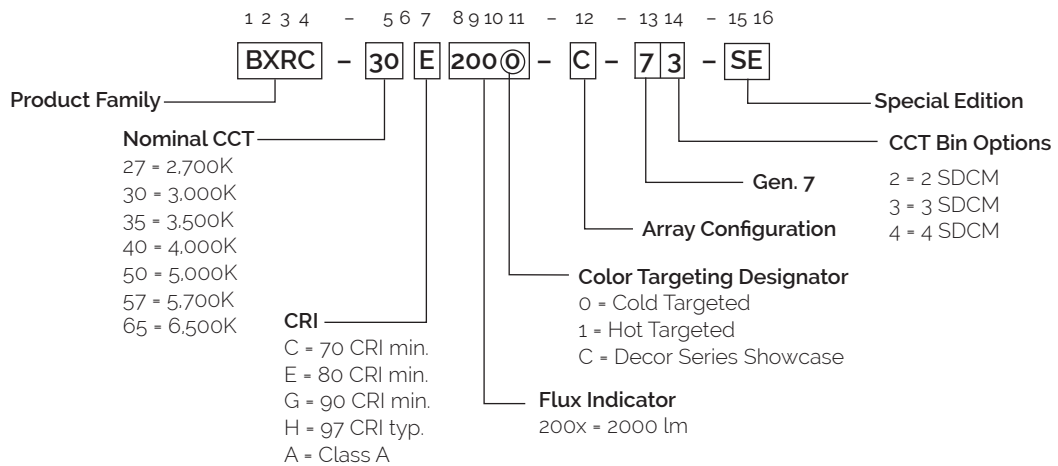 1 2 3 4 - 5 6 7 8 9 10 11 - 12 - 13 14 - 15 16
BXRC - 30 E 200 0 - C - 7 3 - SE
Product Family
Special Edition
Nominal CCT
27 = 2,700K
30 = 3,000K
35 = 3,500K
40 = 4,000K
50 = 5,000K
57 = 5,700K
65 = 6,500K
CCT Bin Options
2 = 2 SDCM
3 = 3 SDCM
4 = 4 SDCM
Gen. 7
Array Configuration
Color Targeting Designator
0 = Cold Targeted
1 = Hot Targeted
C = Decor Series Showcase
CRI
C = 70 CRI min.
E = 80 CRI min.
G = 90 CRI min.
H = 97 CRI typ.
A = Class A
Flux Indicator
200x = 2000 lm